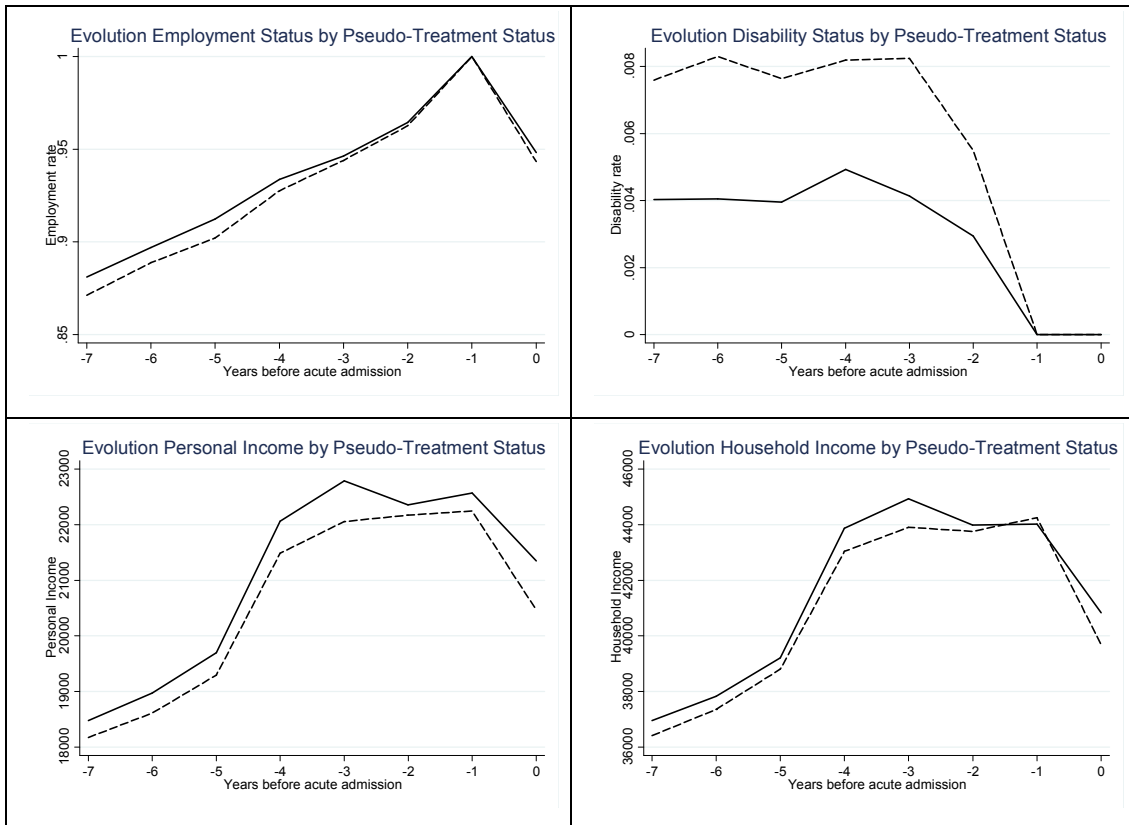 Evolution Employment Status by Pseudo-Treatment Status
Employment rate
1
.95
.9
.85
-7 -6 -5 -4 -3 -2 -1 0
Years before acute admission
Evolution Disability Status by Pseudo-Treatment Status
Disability rate
.008
.006
.004
.002
0
-7 -6 -5 -4 -3 -2 -1 0
Years before acute admission
Evolution Personal Income by Pseudo-Treatment Status
Personal Income
23000
22000
21000
20000
19000
18000
-7 -6 -5 -4 -3 -2 -1 0
Years before acute admission
Evolution Household Income by Pseudo-Treatment Status
Household Income
46000
44000
42000
40000
38000
36000
-7 -6 -5 -4 -3 -2 -1 0
Years before acute admission